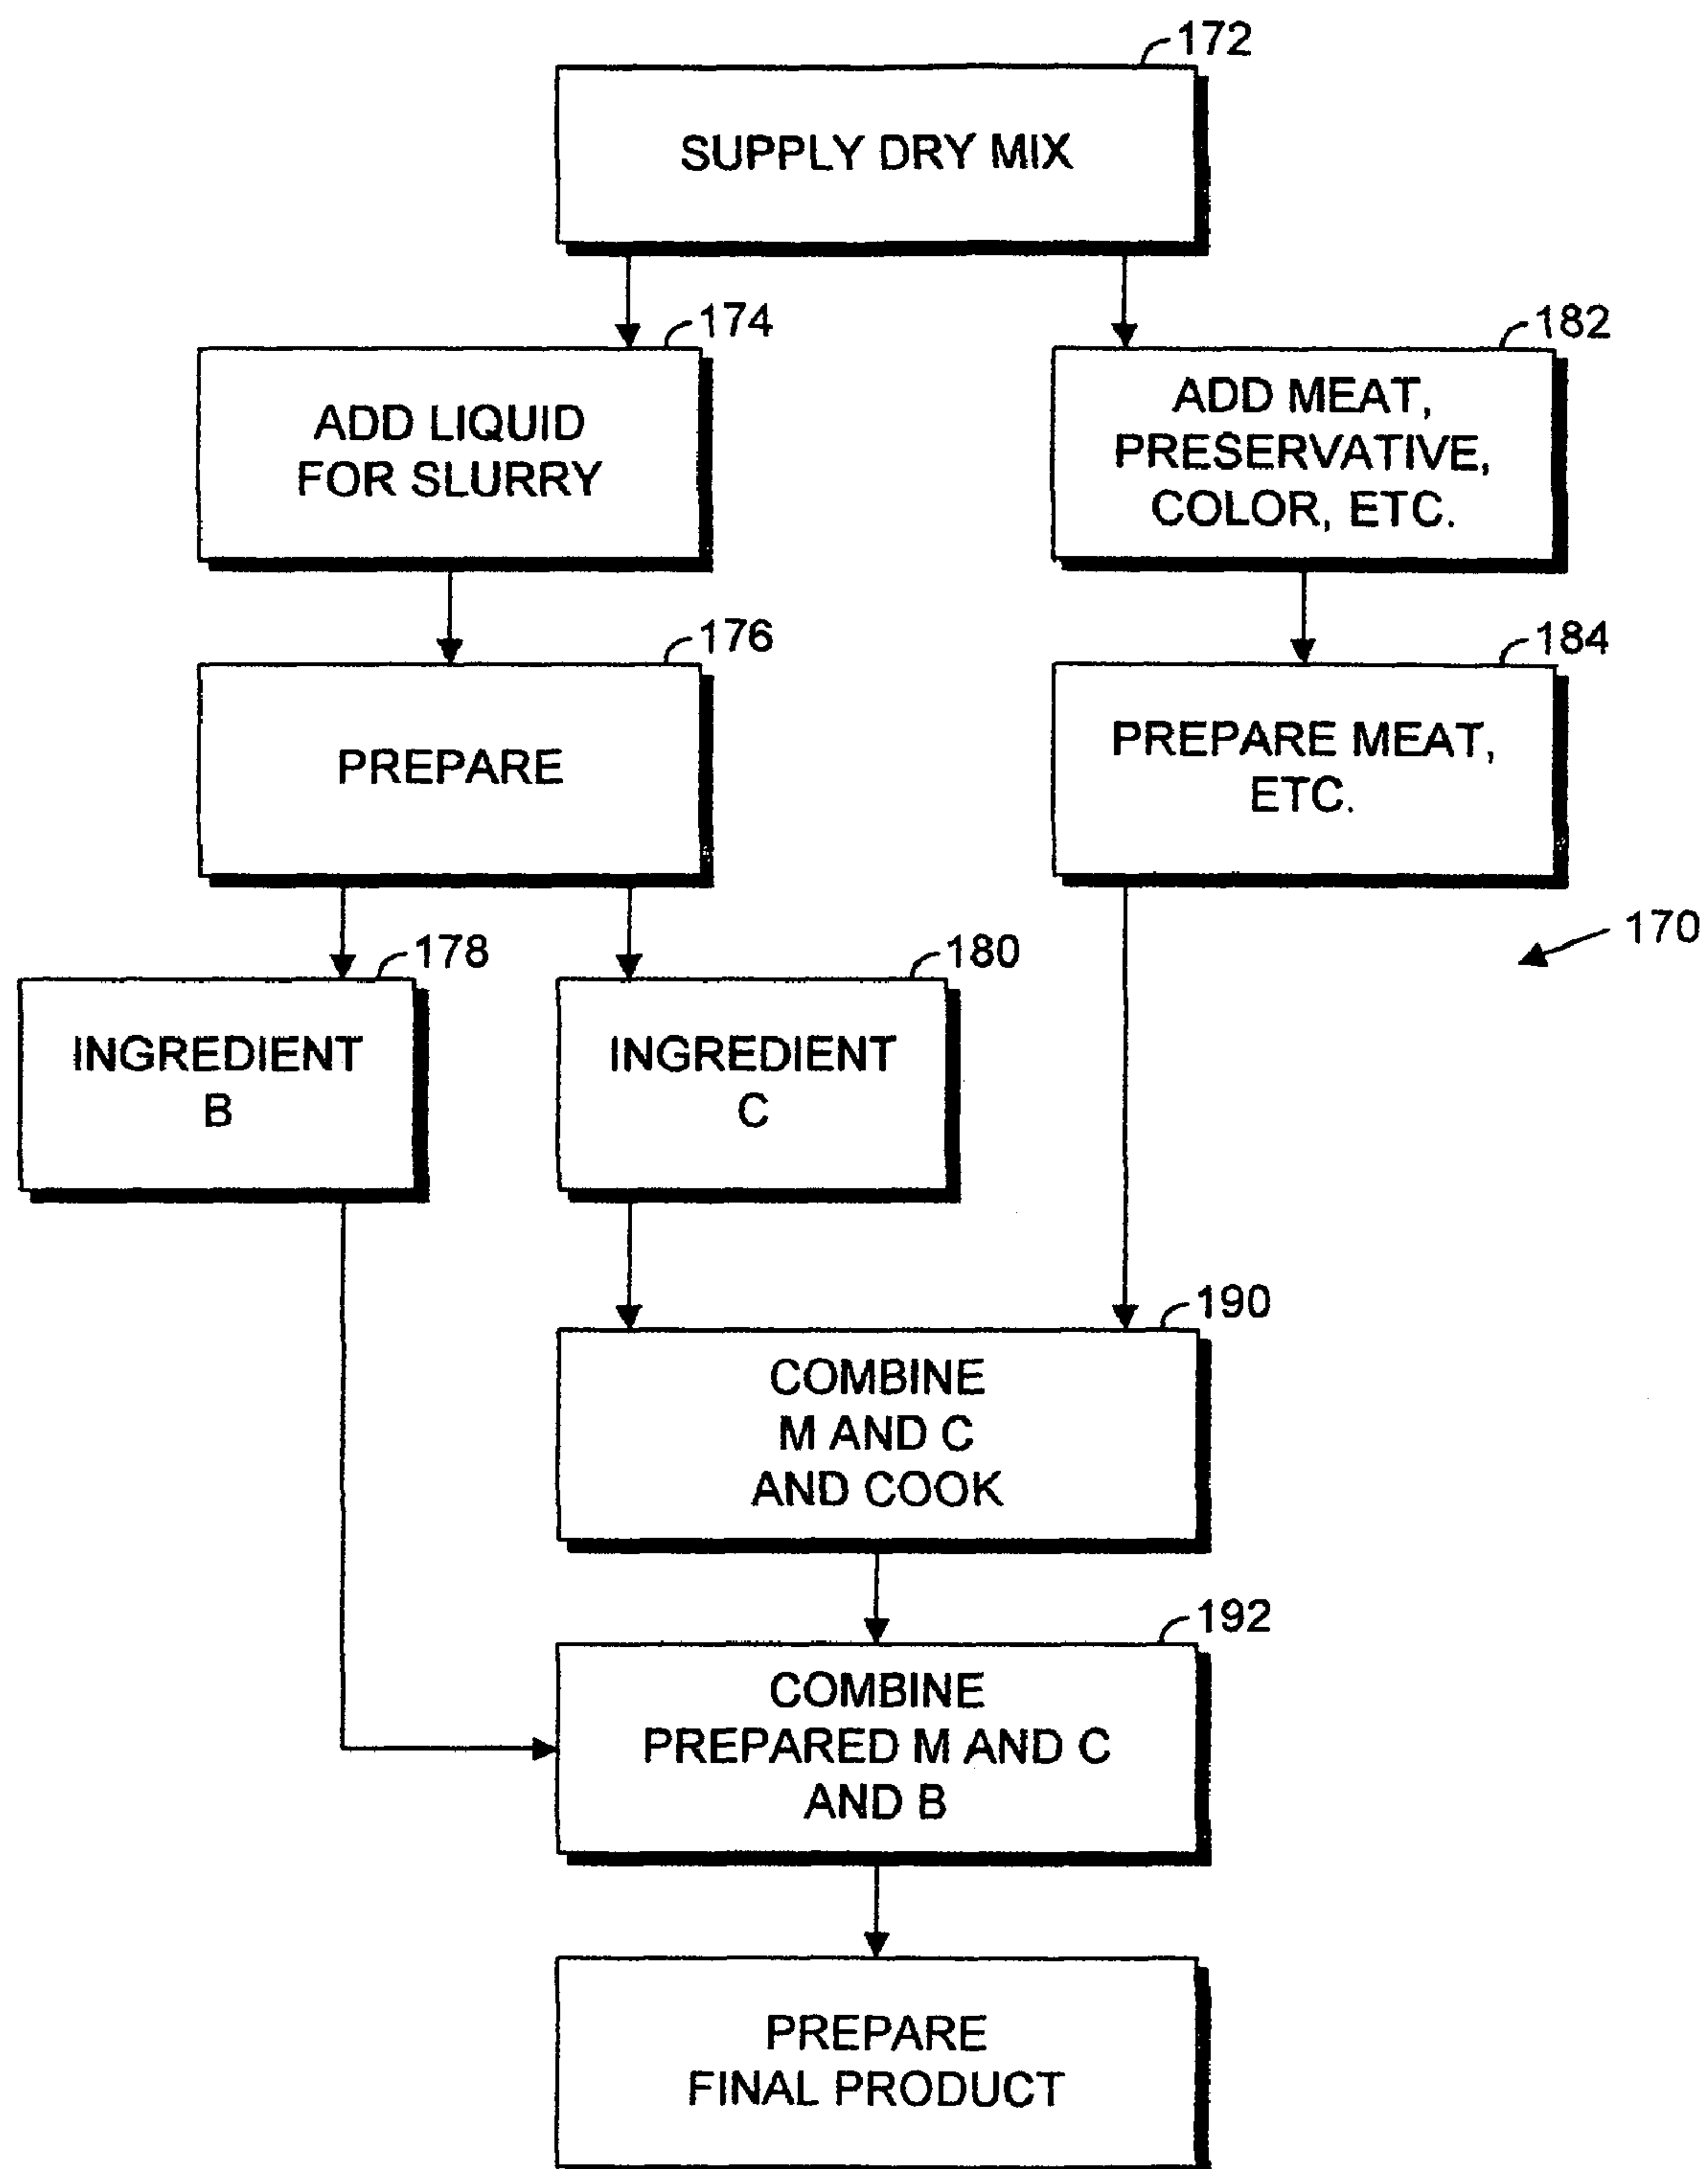 172
SUPPLY DRY MIX
174
ADD LIQUID
FOR SLURRY
182
ADD MEAT,
PRESERVATIVE,
COLOR, ETC.
176
PREPARE
184
PREPARE MEAT,
ETC.
170
178
INGREDIENT
B
180
INGREDIENT
C
190
COMBINE
M AND C
AND COOK
192
COMBINE
PREPARED M AND C
AND B
PREPARE
FINAL PRODUCT